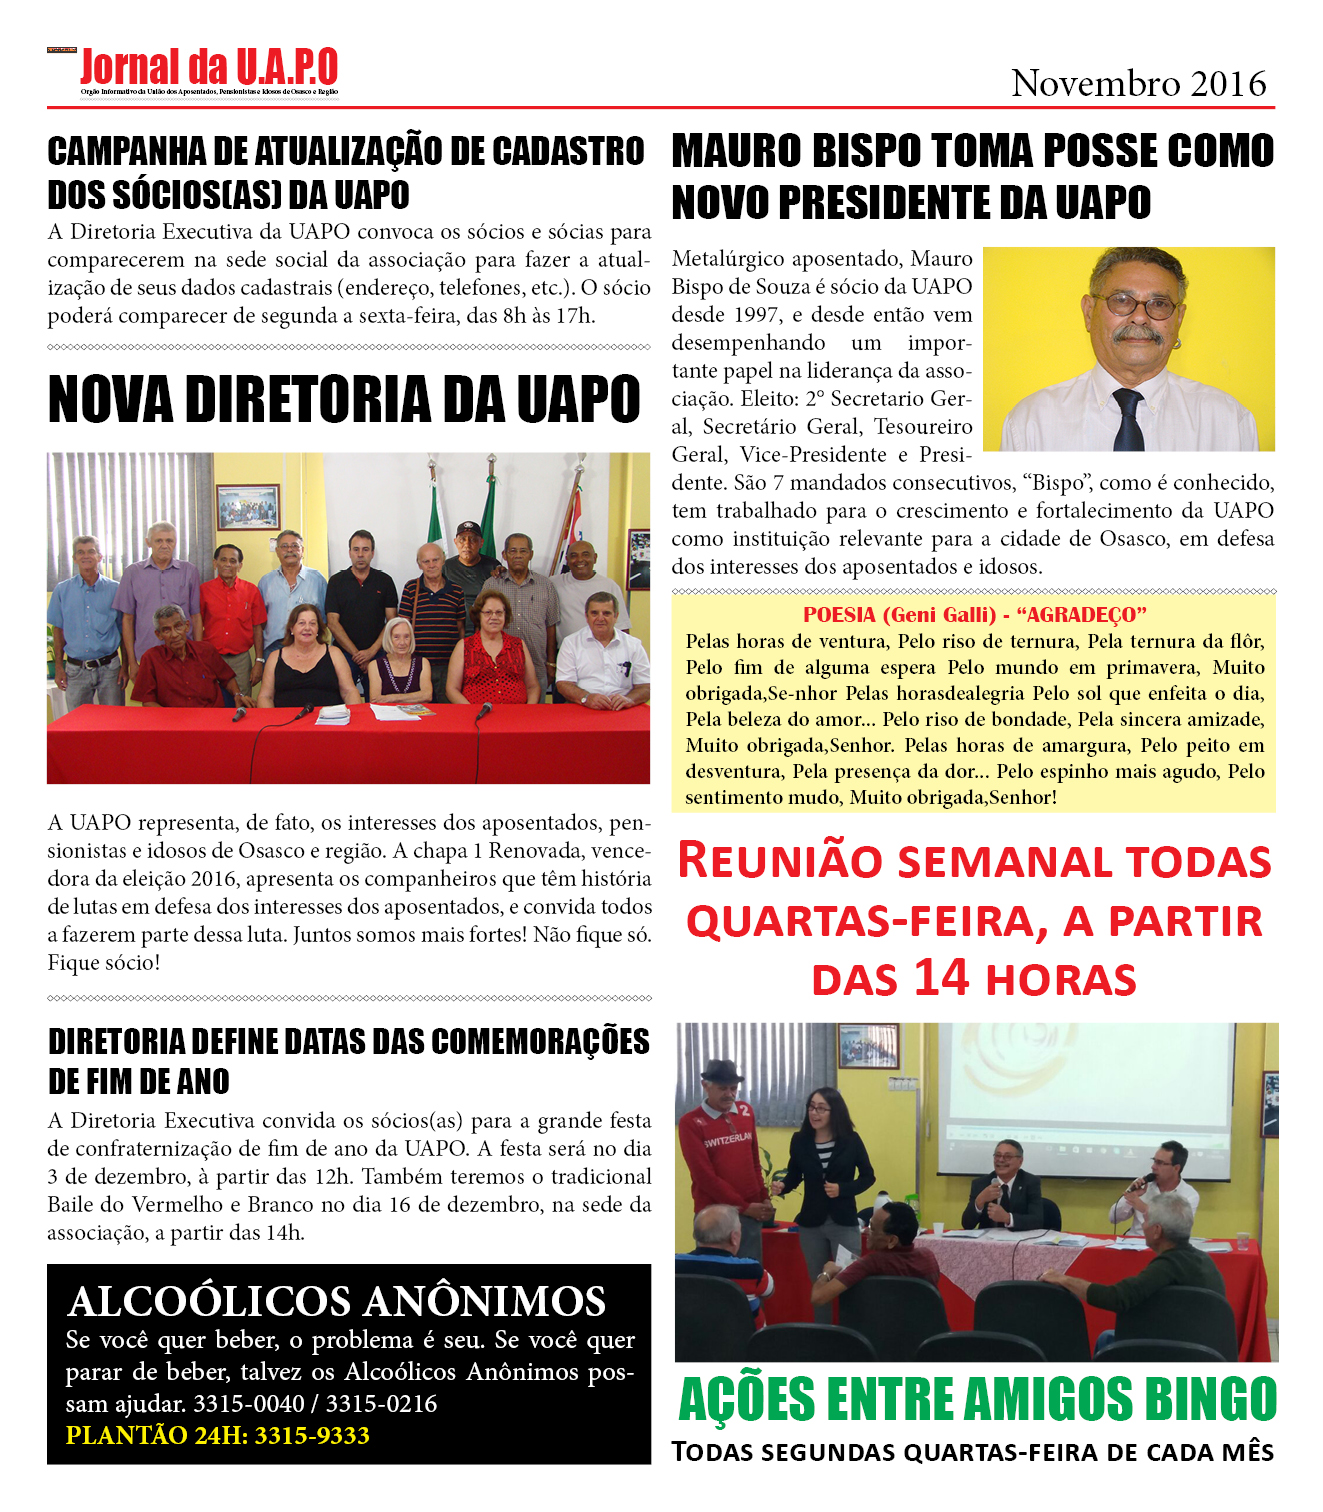 Jornal da U.A.P.O
Orgão Informativo da União dos Aposentados, Pensionistas e Idosos de Osasco e Região
Novembro 2016
CAMPANHA DE ATUALIZAÇÃO DE CADASTRO
DOS SÓCIOS(AS) DA UAPO
A Diretoria Executiva da UAPO convoca os sócios e sócias para
comparecerem na sede social da associação para fazer a atual-
ização de seus dados cadastrais (endereço, telefones, etc.). O sócio
poderá comparecer de segunda a sexta-feira, das 8h às 17h.
NOVA DIRETORIA DA UAPO
A UAPO representa, de fato, os interesses dos aposentados, pen-
sionistas e idosos de Osasco e região. A chapa 1 Renovada, vence-
dora da eleição 2016, apresenta os companheiros que têm história
de lutas em defesa dos interesses dos aposentados, e convida todos
a fazerem parte dessa luta. Juntos somos mais fortes! Não fique só.
Fique sócio!
DIRETORIA DEFINE DATAS DAS COMEMORAÇÕES
DE FIM DE ANO
A Diretoria Executiva convida os sócios(as) para a grande festa
de confraternização de fim de ano da UAPO. A festa será no dia
3 de dezembro, à partir das 12h. Também teremos o tradicional
Baile do Vermelho e Branco no dia 16 de dezembro, na sede da
associação, a partir das 14h.
ALCOÓLICOS ANÔNIMOS
Se você quer beber, o problema é seu. Se você quer
parar de beber, talvez os Alcoólicos Anônimos pos-
sam ajudar. 3315-0040 / 3315-0216
PLANTÃO 24H: 3315-9333
MAURO BISPO TOMA POSSE COMO
NOVO PRESIDENTE DA UAPO
Metalúrgico aposentado, Mauro
Bispo de Souza é sócio da UAPO
desde 1997, e desde então vem
desempenhando um impor-
tante papel na liderança da asso-
ciação. Eleito: 2° Secretario Ger-
al, Secretário Geral, Tesoureiro
Geral, Vice-Presidente e Presi-
dente. São 7 mandados consecutivos, “Bispo”, como é conhecido,
tem trabalhado para o crescimento e fortalecimento da UAPO
como instituição relevante para a cidade de Osasco, em defesa
dos interesses dos aposentados e idosos.
POESIA (Geni Galli) - “AGRADEÇO”
Pelas horas de ventura, Pelo riso de ternura, Pela ternura da flôr,
Pelo fim de alguma espera Pelo mundo em primavera, Muito
obrigada,Se-nhor Pelas horasdealegria Pelo sol que enfeita o dia,
Pela beleza do amor... Pelo riso de bondade, Pela sincera amizade,
Muito obrigada,Senhor. Pelas horas de amargura, Pelo peito em
desventura, Pela presença da dor... Pelo espinho mais agudo, Pelo
sentimento mudo, Muito obrigada,Senhor!
REUNIÃO SEMANAL TODAS
QUARTAS-FEIRA, A PARTIR
DAS 14 HORAS
2
SWITZERLAN
AÇÕES ENTRE AMIGOS BINGO
TODAS SEGUNDAS QUARTAS-FEIRA DE CADA MÊS